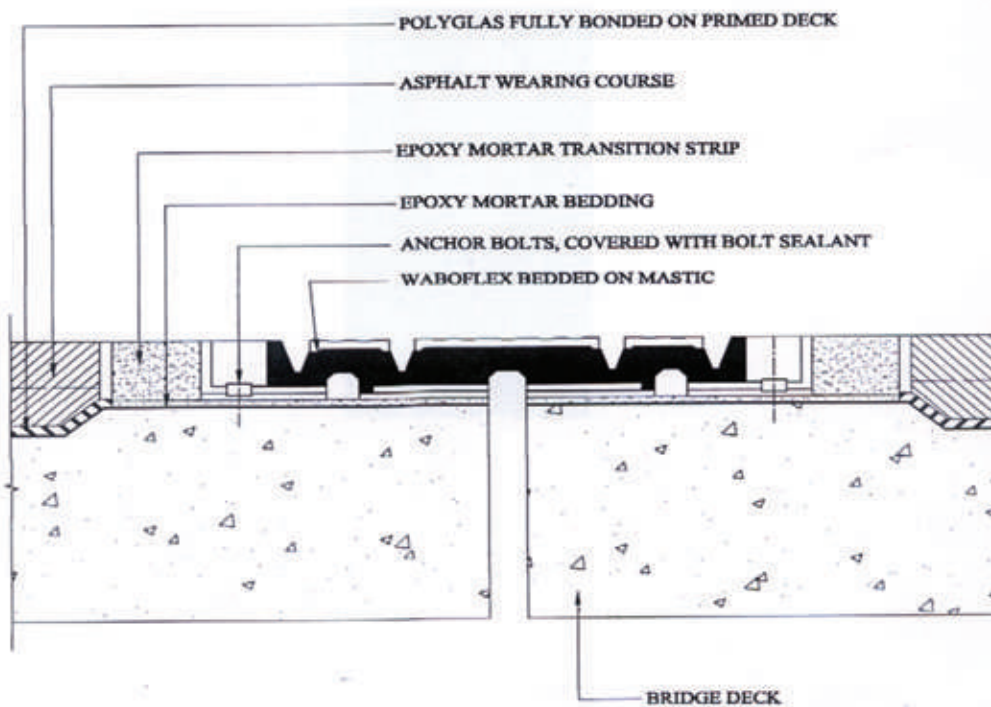 POLYGLAS FULLY BONDED ON PRIMED DECK
ASPHALT WEARING COURSE
EPOXY MORTAR TRANSITION STRIP
EPOXY MORTAR BEDDING
ANCHOR BOLTS, COVERED WITH BOLT SEALANT
WABOFLEX BEDDED ON MASTIC
BRIDGE DECK